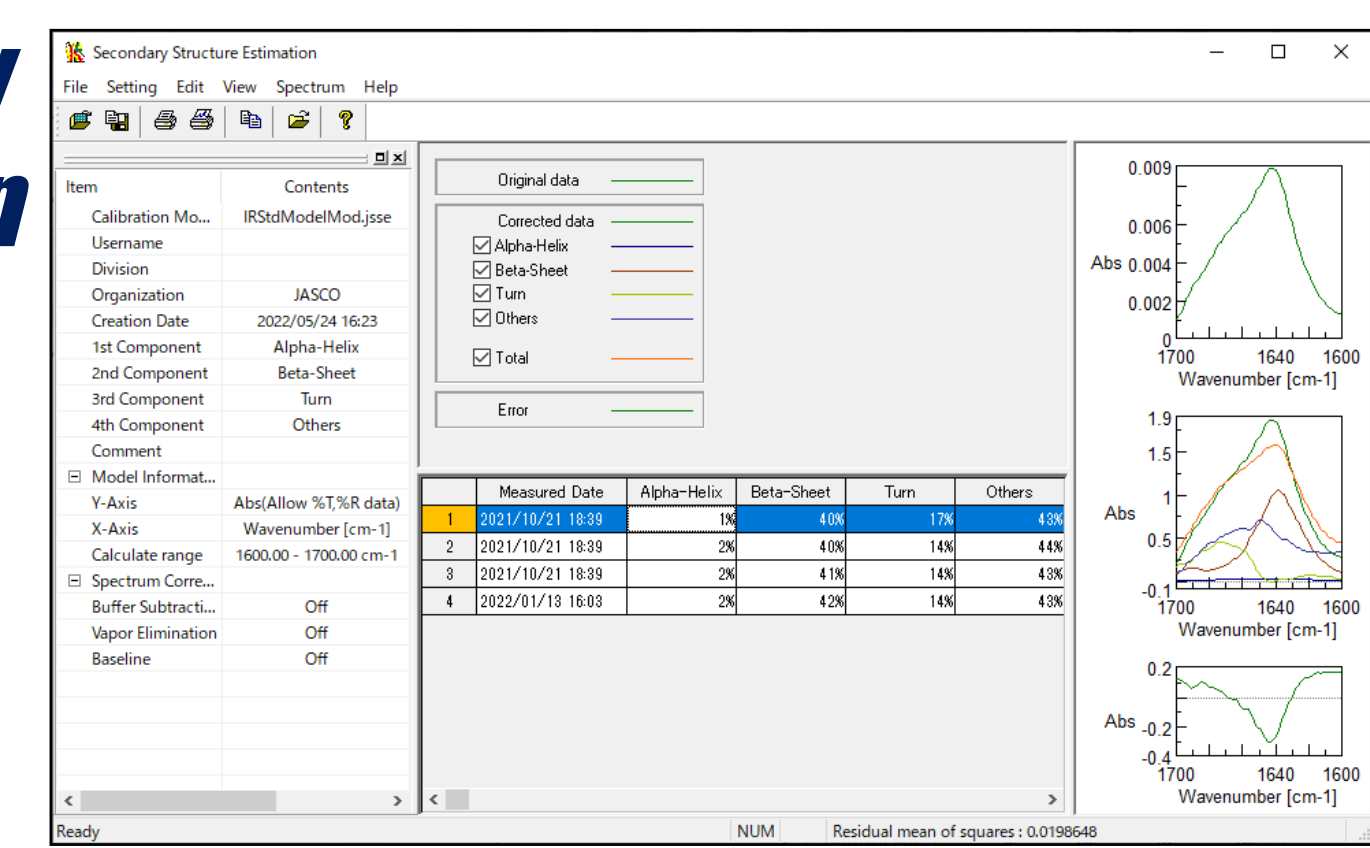 y
n
Secondary Structure Estimation
File Setting Edit View Spectrum Help
Item Contents
Calibration Mo... IRStdModelMod.jsse
Username
Division
Organization JASCO
Creation Date 2022/05/24 16:23
1st Component Alpha-Helix
2nd Component Beta-Sheet
3rd Component Turn
4th Component Others
Comment
Model Informat...
Y-Axis Abs(Allow %T,%R data)
X-Axis Wavenumber [cm-1]
Calculate range 1600.00 - 1700.00 cm-1
Spectrum Corre...
Buffer Subtracti... Off
Vapor Elimination Off
Baseline Off
Original data
Corrected data
Alpha-Helix
Beta-Sheet
Turn
Others
Total
Error
Measured Date Alpha-Helix Beta-Sheet Turn Others
1 2021/10/21 18:39 1% 40% 17% 43%
2 2021/10/21 18:39 2% 40% 14% 44%
3 2021/10/21 18:39 2% 41% 14% 43%
4 2022/01/13 16:03 2% 42% 14% 43%
0.009
0.006
Abs 0.004
0.002
0
1700 1640 1600
Wavenumber [cm-1]
1.9
1.5
1
Abs
0.5
-0.1
1700 1640 1600
Wavenumber [cm-1]
0.2
Abs -0.2
-0.4
1700 1640 1600
Wavenumber [cm-1]
Ready NUM Residual mean of squares : 0.0198648